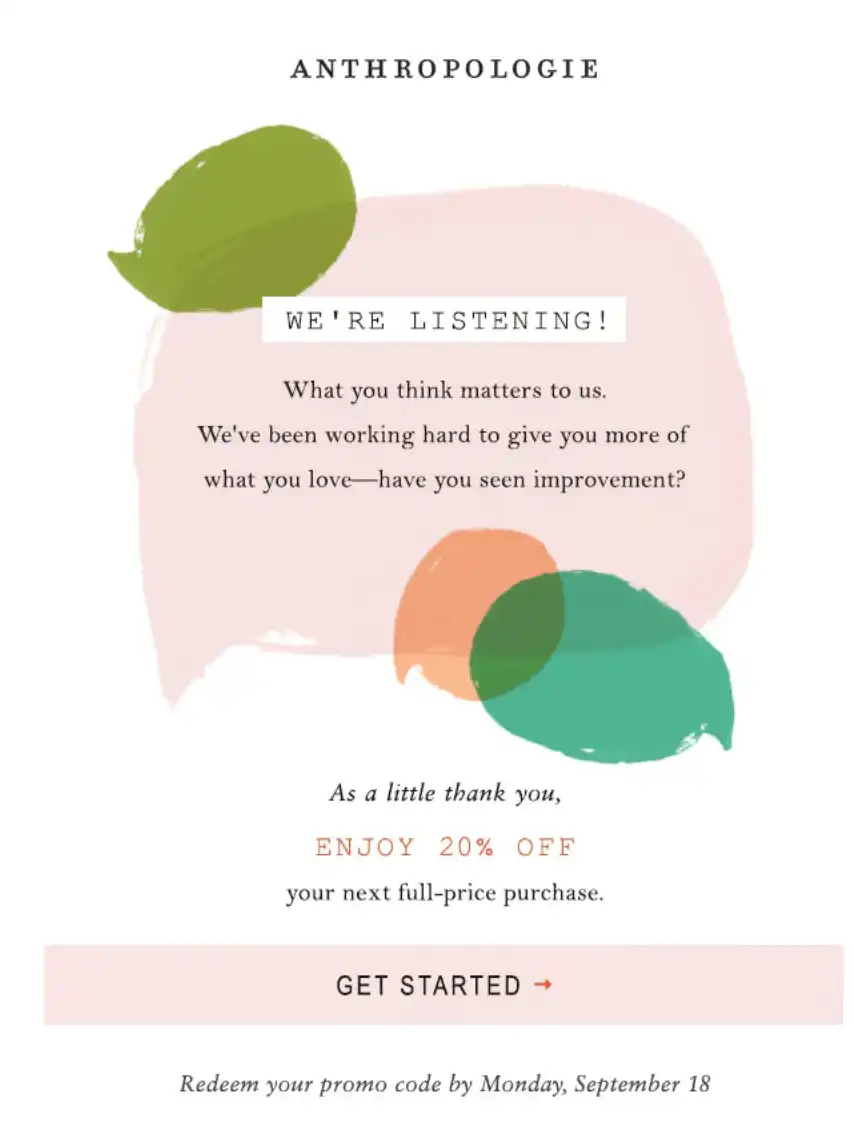 ANTHROPOLOGIE
WE'RE LISTENING!
What you think matters to us.
We've been working hard to give you more of
what you love—have you seen improvement?
As a little thank you,
ENJOY 20% OFF
your next full-price purchase.
GET STARTED →
Redeem your promo code by Monday, September 18